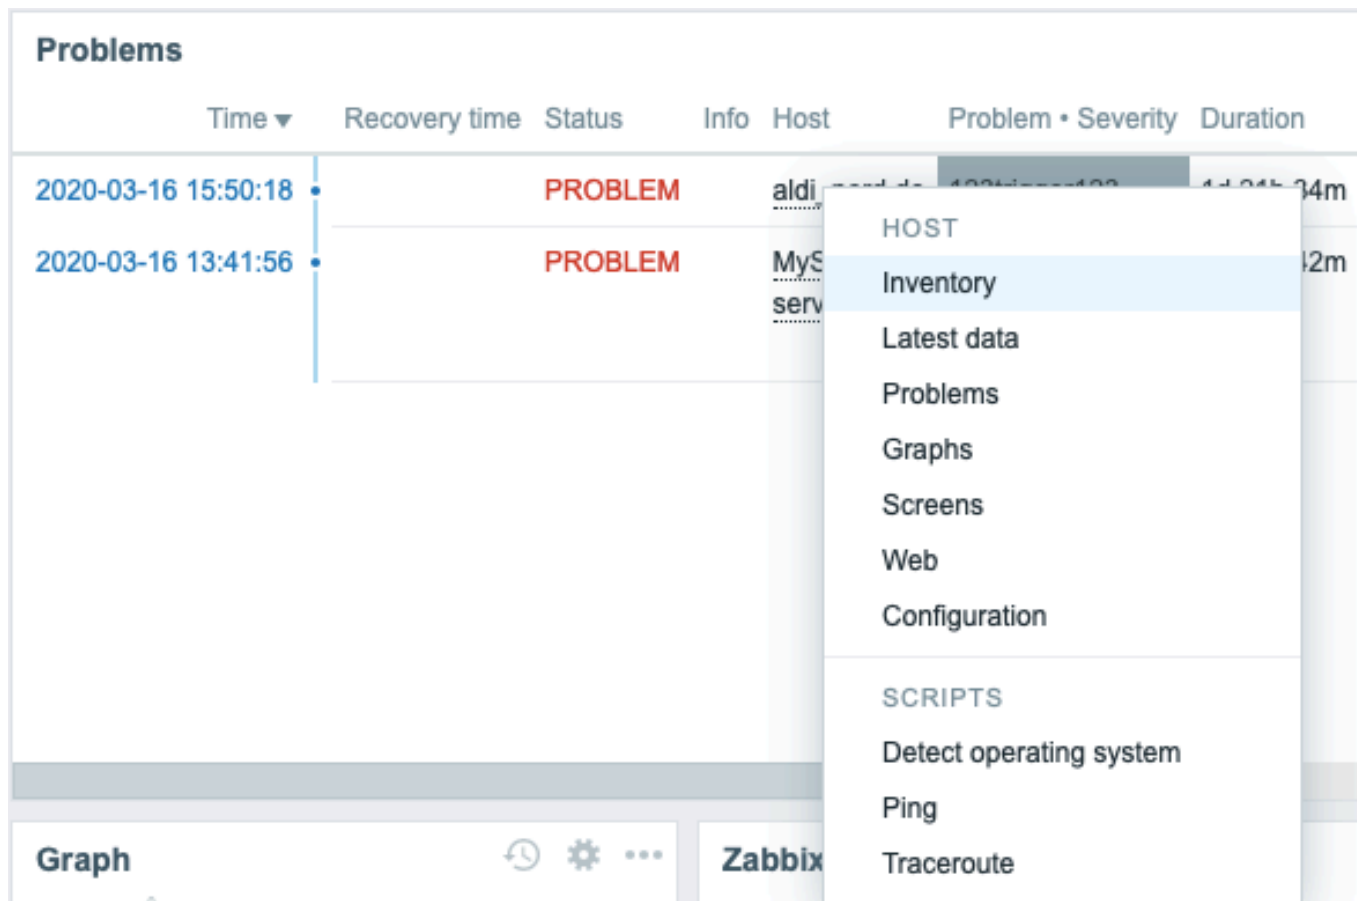 Problems
Time Recovery time Status Info Host Problem • Severity Duration
2020-03-16 15:50:18 PROBLEM 34m
2020-03-16 13:41:56 PROBLEM 42m
HOST
Inventory
Latest data
Problems
Graphs
Screens
Web
Configuration
SCRIPTS
Detect operating system
Ping
Traceroute
Graph
Zabbix